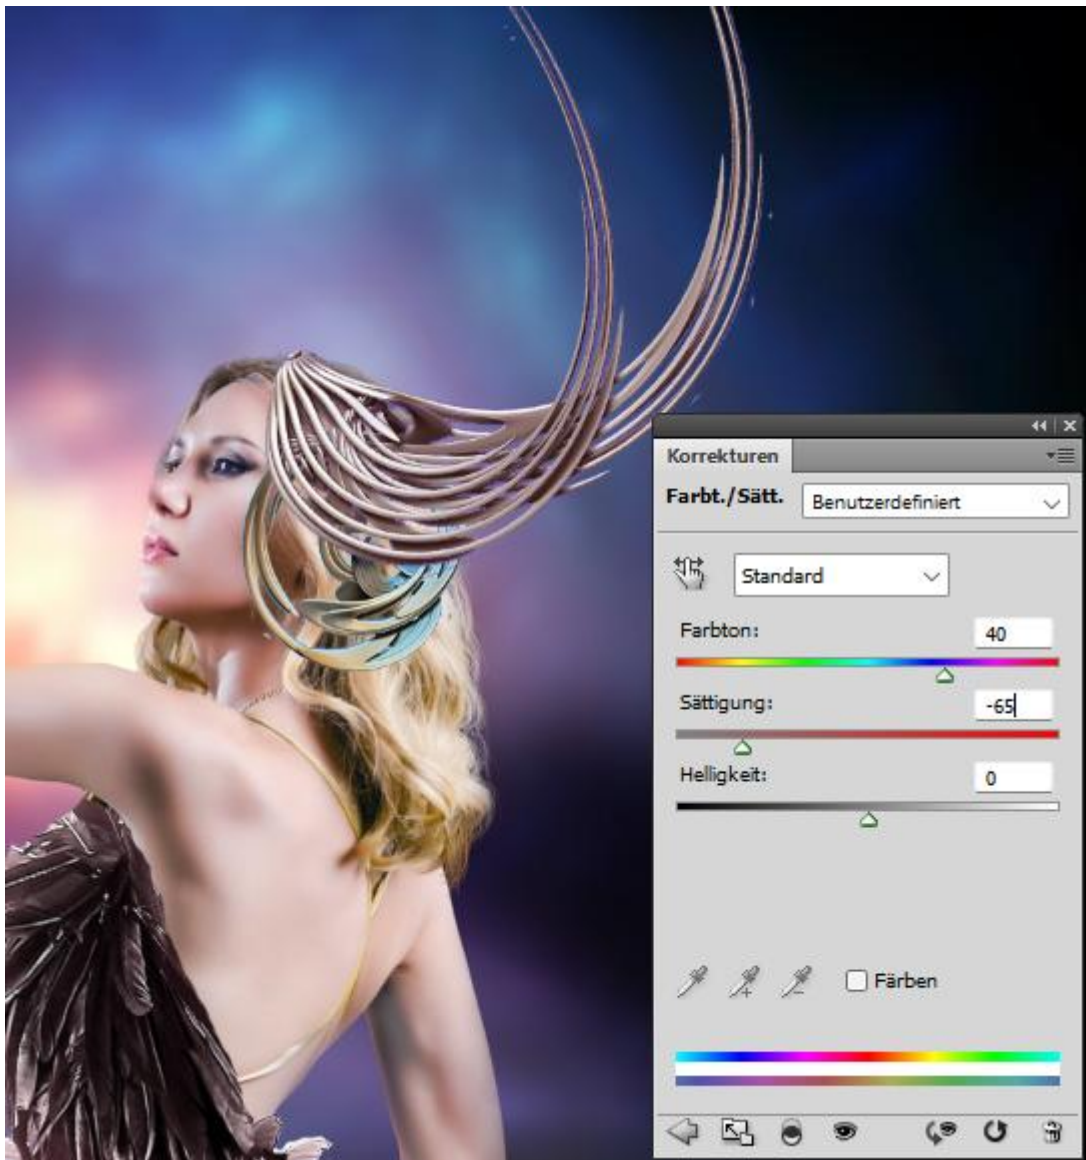 Korrekturen
Farbt./Sätt. Benutzerdefiniert
Standard
Farbton: 40
Sättigung: -65
Helligkeit: 0
Färben